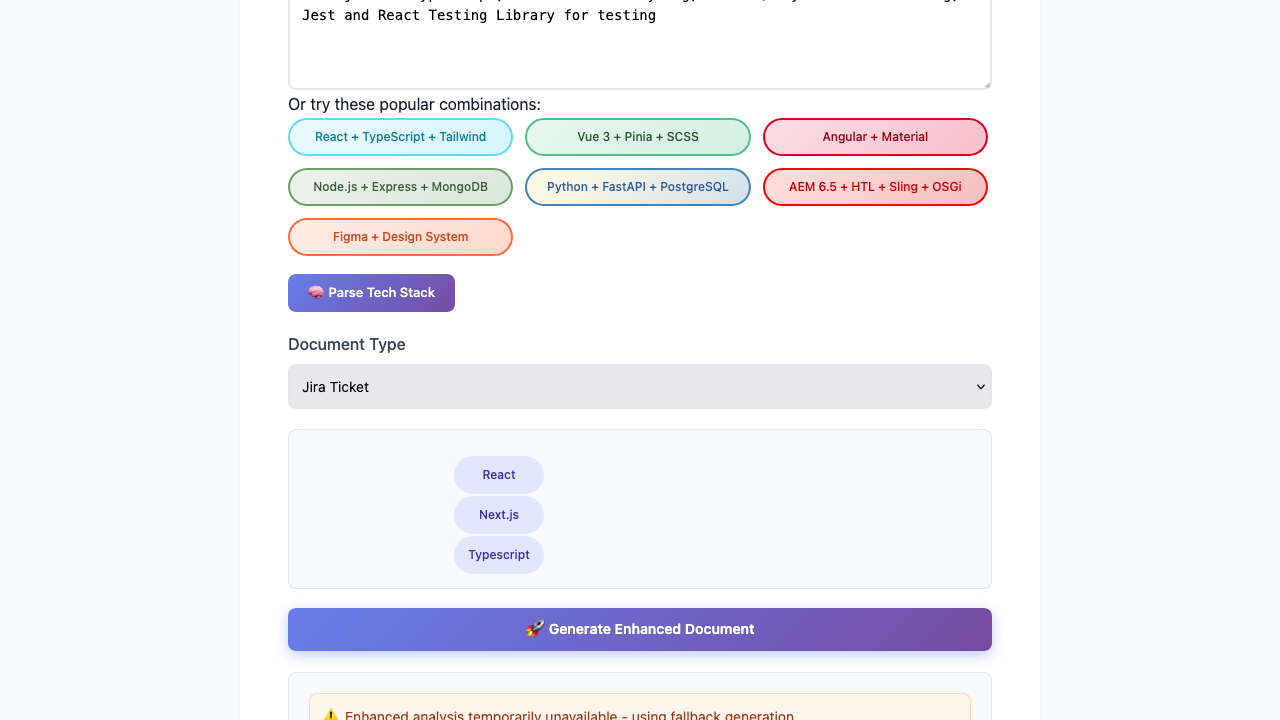 Jest and React Testing Library for testing
Or try these popular combinations:
React + TypeScript + Tailwind
Vue 3 + Pinia + SCSS
Angular + Material
Node.js + Express + MongoDB
Python + FastAPI + PostgreSQL
AEM 6.5 + HTL + Sling + OSGi
Figma + Design System
🧠 Parse Tech Stack
Document Type
Jira Ticket
React
Next.js
Typescript
🚀 Generate Enhanced Document
⚠️ Enhanced analysis temporarily unavailable - using fallback generation